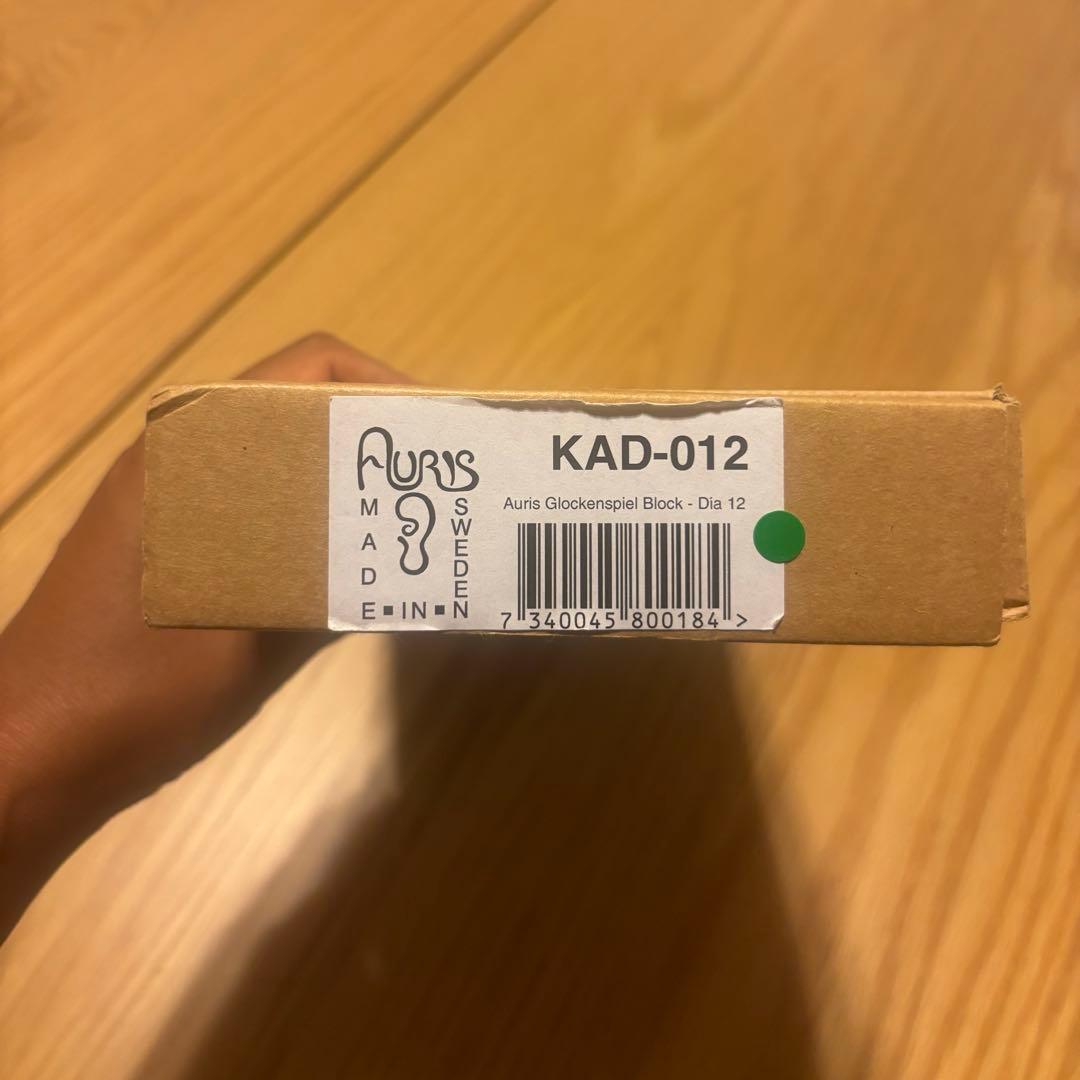 AURIS
MADE ▪ IN ▪ SWEDEN
KAD-012
Auris Glockenspiel Block - Dia 12
7 340045 800184 >